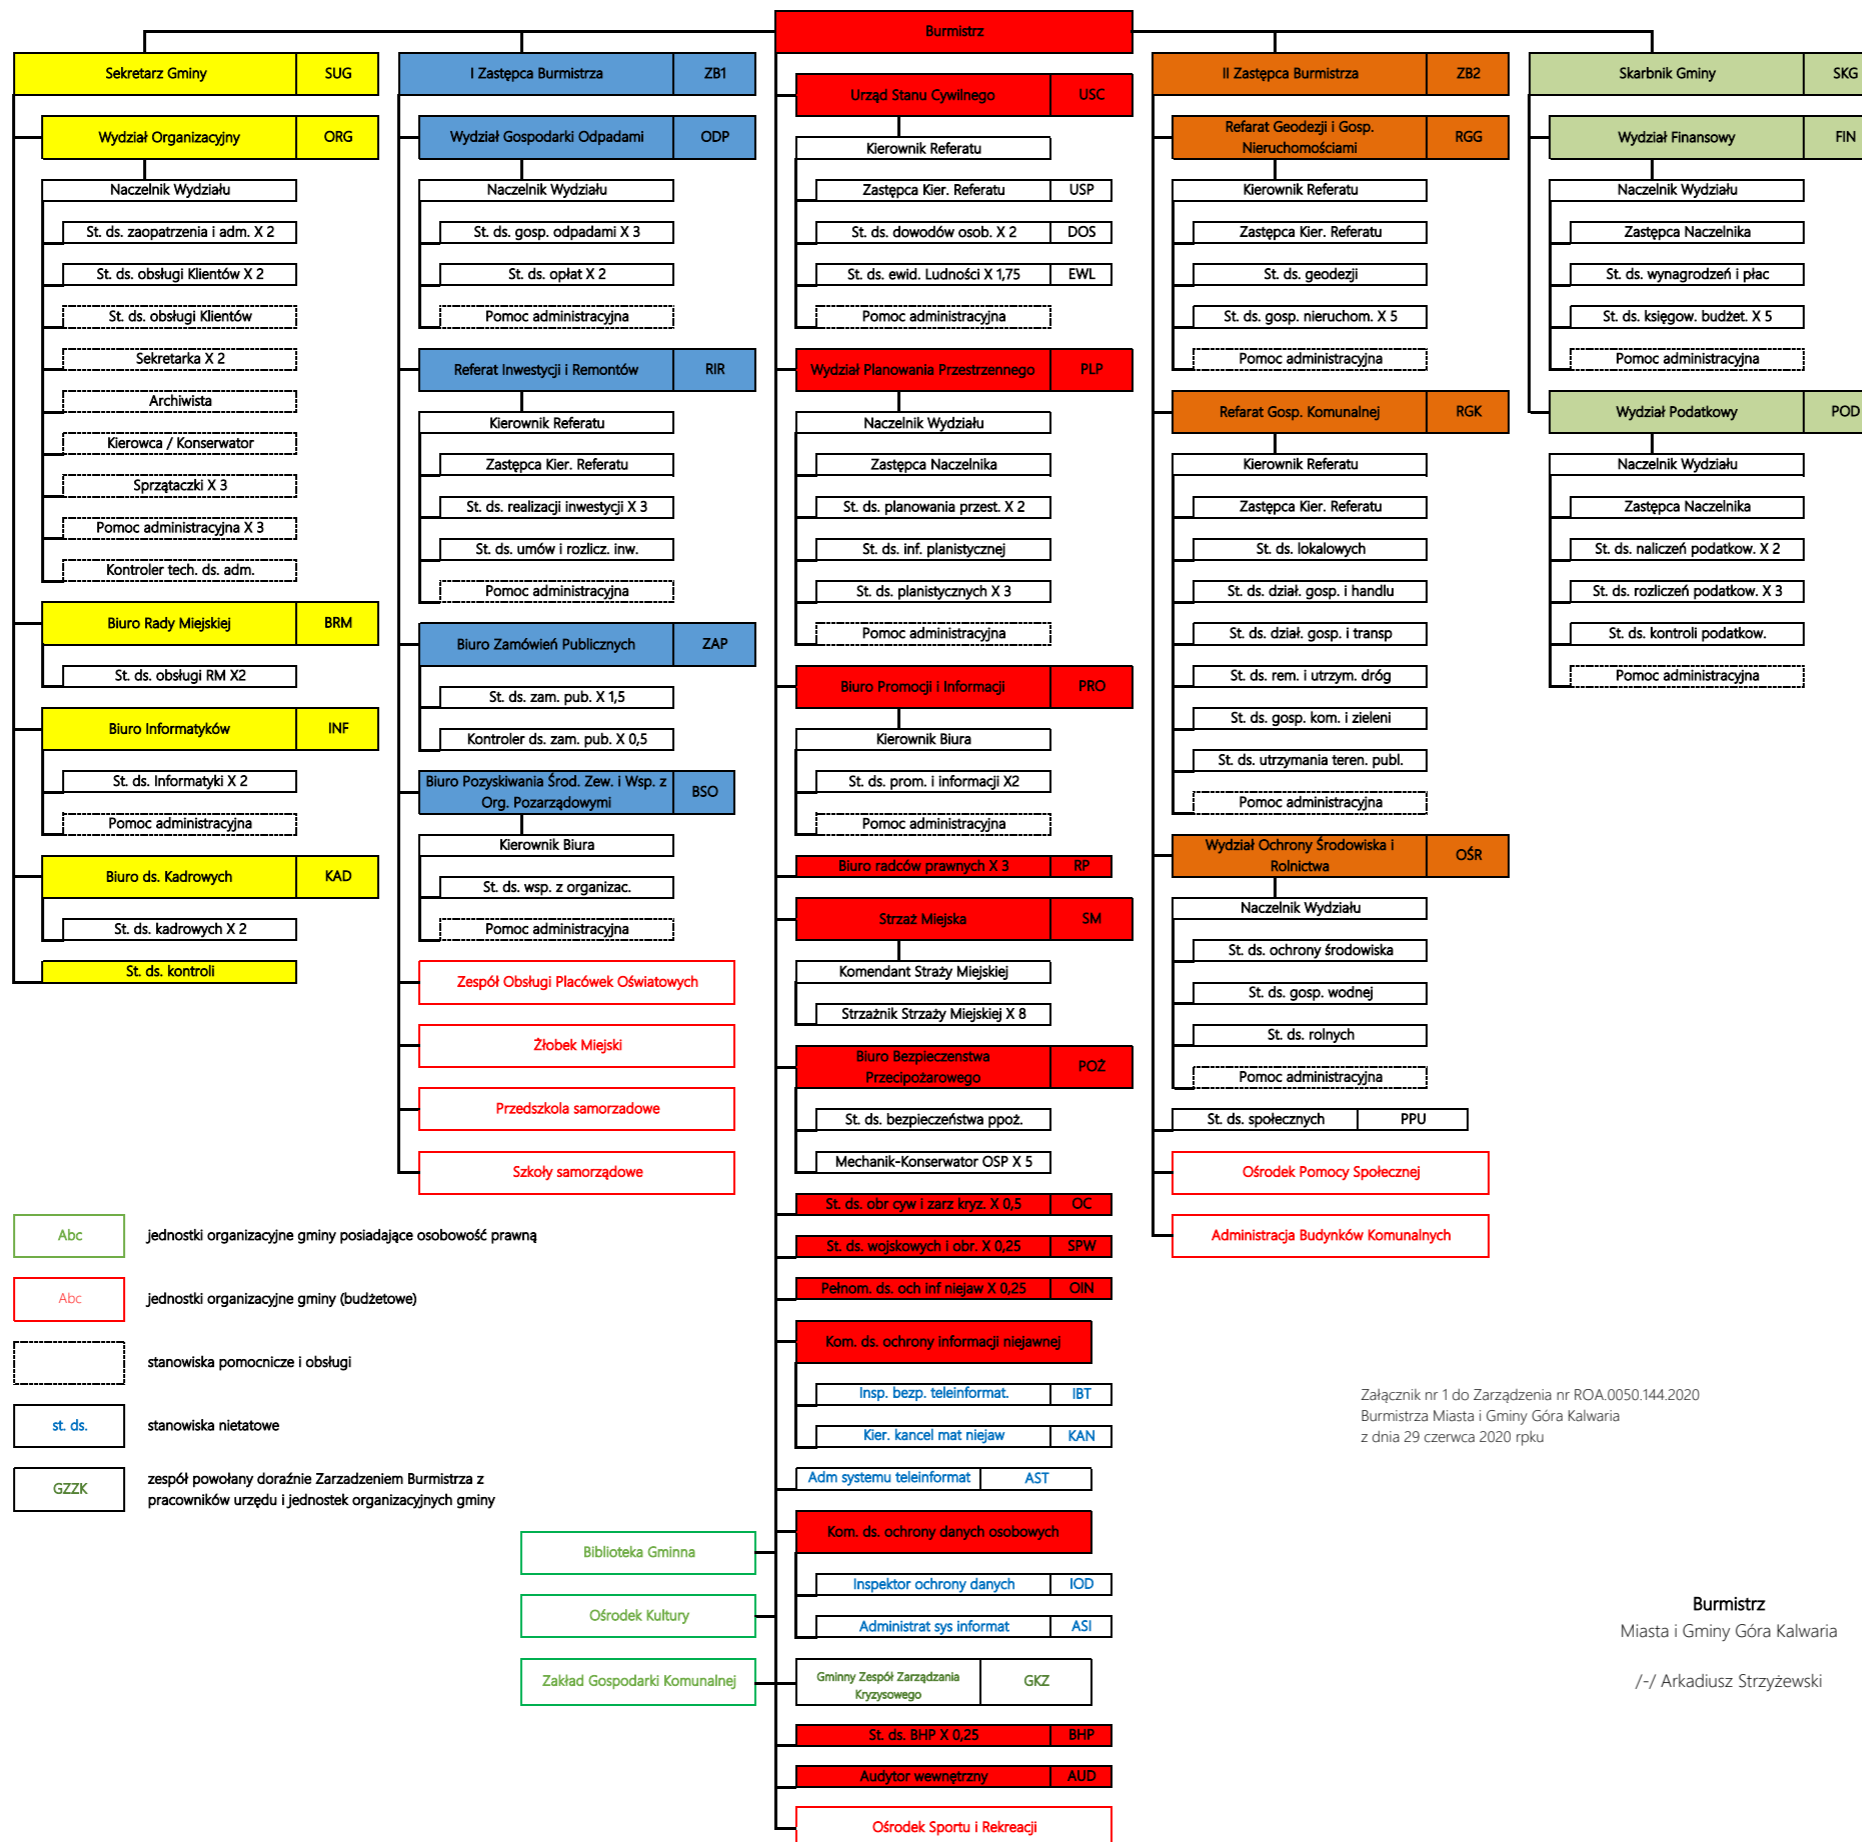 Burmistrz
Sekretarz Gminy SUG
Wydział Organizacyjny ORG
Naczelnik Wydziału
St. ds. zaopatrzenia i adm. X 2
St. ds. obsługi Klientów X 2
St. ds. obsługi Klientów
Sekretarka X 2
Archiwista
Kierowca / Konserwator
Sprzątaczki X 3
Pomoc administracyjna X 3
Kontroler tech. ds. adm.
Biuro Rady Miejskiej BRM
St. ds. obsługi RM X2
Biuro Informatyków INF
St. ds. Informatyki X 2
Pomoc administracyjna
Biuro ds. Kadrowych KAD
St. ds. kadrowych X 2
St. ds. kontroli
I Zastępca Burmistrza ZB1
Wydział Gospodarki Odpadami ODP
Naczelnik Wydziału
St. ds. gosp. odpadami X 3
St. ds. opłat X 2
Pomoc administracyjna
Referat Inwestycji i Remontów RIR
Kierownik Referatu
Zastępca Kier. Referatu
St. ds. realizacji inwestycji X 3
St. ds. umów i rozlicz. inw.
Pomoc administracyjna
Biuro Zamówień Publicznych ZAP
St. ds. zam. pub. X 1,5
Kontroler ds. zam. pub. X 0,5
Biuro Pozyskiwania Środ. Zew. i Wsp. z
Org. Pozarządowymi BSO
Kierownik Biura
St. ds. wsp. z organizac.
Pomoc administracyjna
Zespół Obsługi Placówek Oświatowych
Żłobek Miejski
Przedszkola samorzadowe
Szkoły samorządowe
Urząd Stanu Cywilnego USC
Kierownik Referatu
Zastępca Kier. Referatu USP
St. ds. dowodów osob. X 2 DOS
St. ds. ewid. Ludności X 1,75 EWL
Pomoc administracyjna
Wydział Planowania Przestrzennego PLP
Naczelnik Wydziału
Zastępca Naczelnika
St. ds. planowania przest. X 2
St. ds. inf. planistycznej
St. ds. planistycznych X 3
Pomoc administracyjna
Biuro Promocji i Informacji PRO
Kierownik Biura
St. ds. prom. i informacji X2
Pomoc administracyjna
Biuro radców prawnych X 3 RP
Strzaż Miejska SM
Komendant Straży Miejskiej
Strzażnik Strzaży Miejskiej X 8
Biuro Bezpieczenstwa
Przecipożarowego POŻ
St. ds. bezpieczeństwa ppoż.
Mechanik-Konserwator OSP X 5
St. ds. obr cyw i zarz kryz. X 0,5 OC
St. ds. wojskowych i obr. X 0,25 SPW
Pełnom. ds. och inf niejaw X 0,25 OIN
Kom. ds. ochrony informacji niejawnej
Insp. bezp. teleinformat. IBT
Kier. kancel mat niejaw KAN
Adm systemu teleinformat AST
Kom. ds. ochrony danych osobowych
Inspektor ochrony danych IOD
Administrat sys informat ASI
Gminny Zespół Zarządzania
Kryzysowego GKZ
St. ds. BHP X 0,25 BHP
Audytor wewnętrzny AUD
Ośrodek Sportu i Rekreacji
Biblioteka Gminna
Ośrodek Kultury
Zakład Gospodarki Komunalnej
II Zastępca Burmistrza ZB2
Refarat Geodezji i Gosp.
Nieruchomościami RGG
Kierownik Referatu
Zastępca Kier. Referatu
St. ds. geodezji
St. ds. gosp. nieruchom. X 5
Pomoc administracyjna
Refarat Gosp. Komunalnej RGK
Kierownik Referatu
Zastępca Kier. Referatu
St. ds. lokalowych
St. ds. dział. gosp. i handlu
St. ds. dział. gosp. i transp
St. ds. rem. i utrzym. dróg
St. ds. gosp. kom. i zieleni
St. ds. utrzymania teren. publ.
Pomoc administracyjna
Wydział Ochrony Środowiska i
Rolnictwa OŚR
Naczelnik Wydziału
St. ds. ochrony środowiska
St. ds. gosp. wodnej
St. ds. rolnych
Pomoc administracyjna
St. ds. społecznych PPU
Ośrodek Pomocy Społecznej
Administracja Budynków Komunalnych
Skarbnik Gminy SKG
Wydział Finansowy FIN
Naczelnik Wydziału
Zastępca Naczelnika
St. ds. wynagrodzeń i płac
St. ds. księgow. budżet. X 5
Pomoc administracyjna
Wydział Podatkowy POD
Naczelnik Wydziału
Zastępca Naczelnika
St. ds. naliczeń podatkow. X 2
St. ds. rozliczeń podatkow. X 3
St. ds. kontroli podatkow.
Pomoc administracyjna
Abc jednostki organizacyjne gminy posiadające osobowość prawną
Abc jednostki organizacyjne gminy (budżetowe)
stanowiska pomocnicze i obsługi
st. ds. stanowiska nietatowe
GZZK zespół powołany doraźnie Zarzadzeniem Burmistrza z
pracowników urzędu i jednostek organizacyjnych gminy
Załącznik nr 1 do Zarządzenia nr ROA.0050.144.2020
Burmistrza Miasta i Gminy Góra Kalwaria
z dnia 29 czerwca 2020 rpku
Burmistrz
Miasta i Gminy Góra Kalwaria
/-/ Arkadiusz Strzyżewski